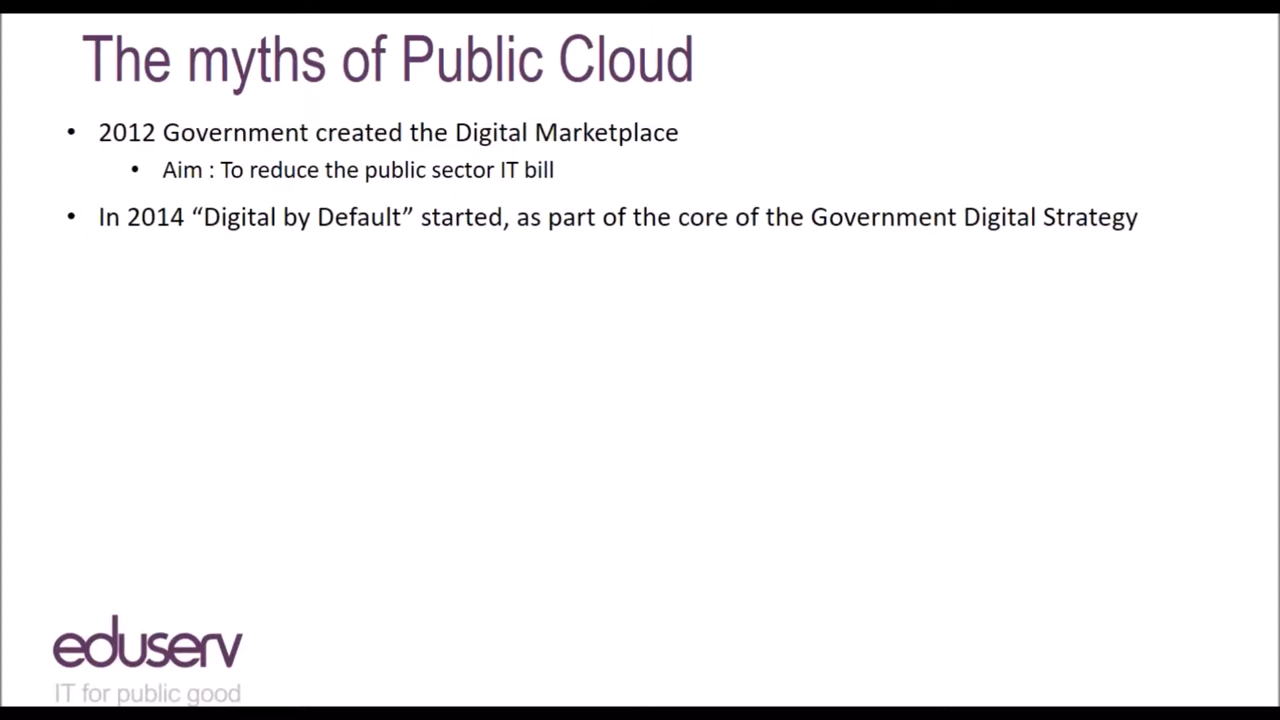 The myths of Public Cloud
• 2012 Government created the Digital Marketplace
• Aim : To reduce the public sector IT bill
• In 2014 “Digital by Default” started, as part of the core of the Government Digital Strategy
eduserv
IT for public good